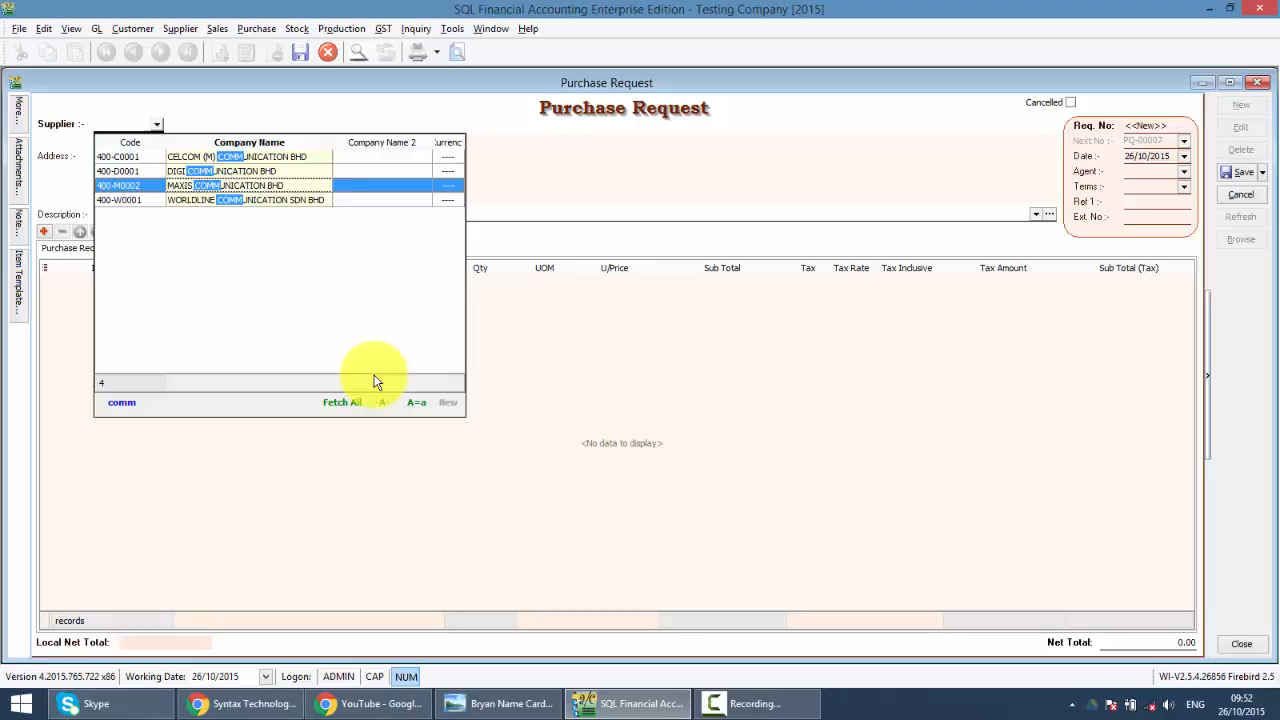 SQL Financial Accounting Enterprise Edition - Testing Company [2015]
File Edit View GL Customer Supplier Sales Purchase Stock Production GST Inquiry Tools Window Help
Purchase Request
Purchase Request
Cancelled
Supplier :-
Address :-
Description :-
More...
Attachments...
Note...
Item Template...
Req. No: <<New>>
Next No : PQ-00007
Date :- 26/10/2015
Agent :-
Terms :-
Ref 1 :-
Ext. No :-
New
Edit
Delete
Save
Cancel
Refresh
Browse
Code Company Name Company Name 2 Currenc
400-C0001 CELCOM (M) COMMUNICATION BHD ----
400-D0001 DIGI COMMUNICATION BHD ----
400-M0002 MAXIS COMMUNICATION BHD ----
400-W0001 WORLDLINE COMMUNICATION SDN BHD ----
4
comm Fetch All A=a New
Purchase Req
Qty UOM U/Price Sub Total Tax Tax Rate Tax Inclusive Tax Amount Sub Total (Tax)
<No data to display>
records
Local Net Total: Net Total: 0.00
Close
Version 4.2015.765.722 x86 Working Date: 26/10/2015 Logon: ADMIN CAP NUM WI-V2.5.4.26856 Firebird 2.5
Skype Syntax Technolog... YouTube - Googl... Bryan Name Card... SQL Financial Acc... Recording... ENG 09:52
26/10/2015